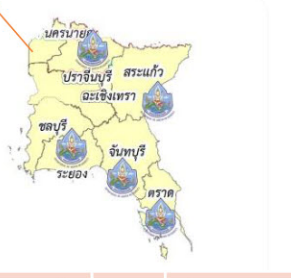 นครนายก
ปราจีนบุรี
สระแก้ว
ฉะเชิงเทรา
ชลบุรี
ระยอง
จันทบุรี
ตราด